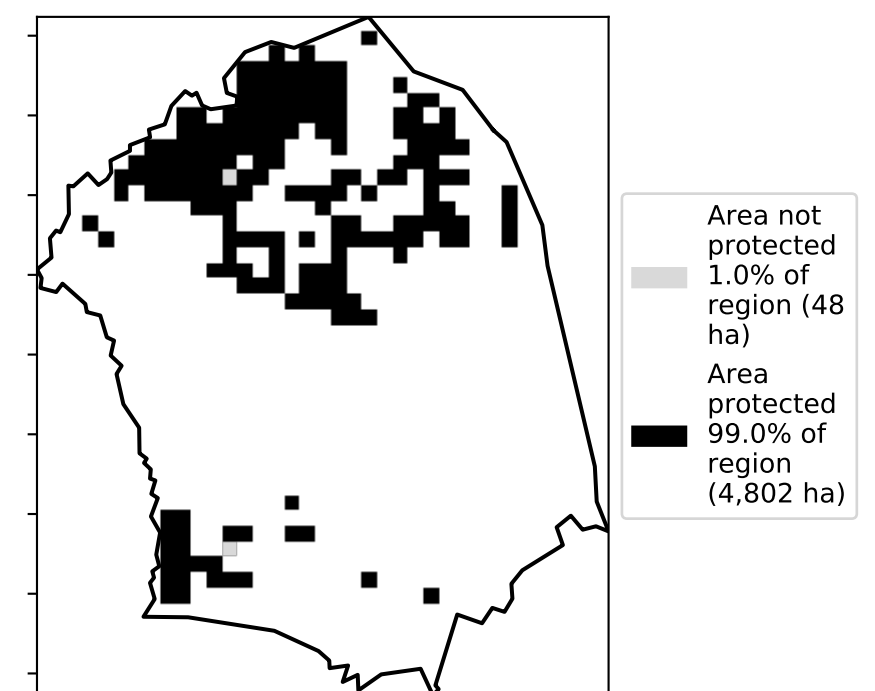 Area not
protected
1.0% of
region (48
ha)
Area
protected
99.0% of
region
(4,802 ha)